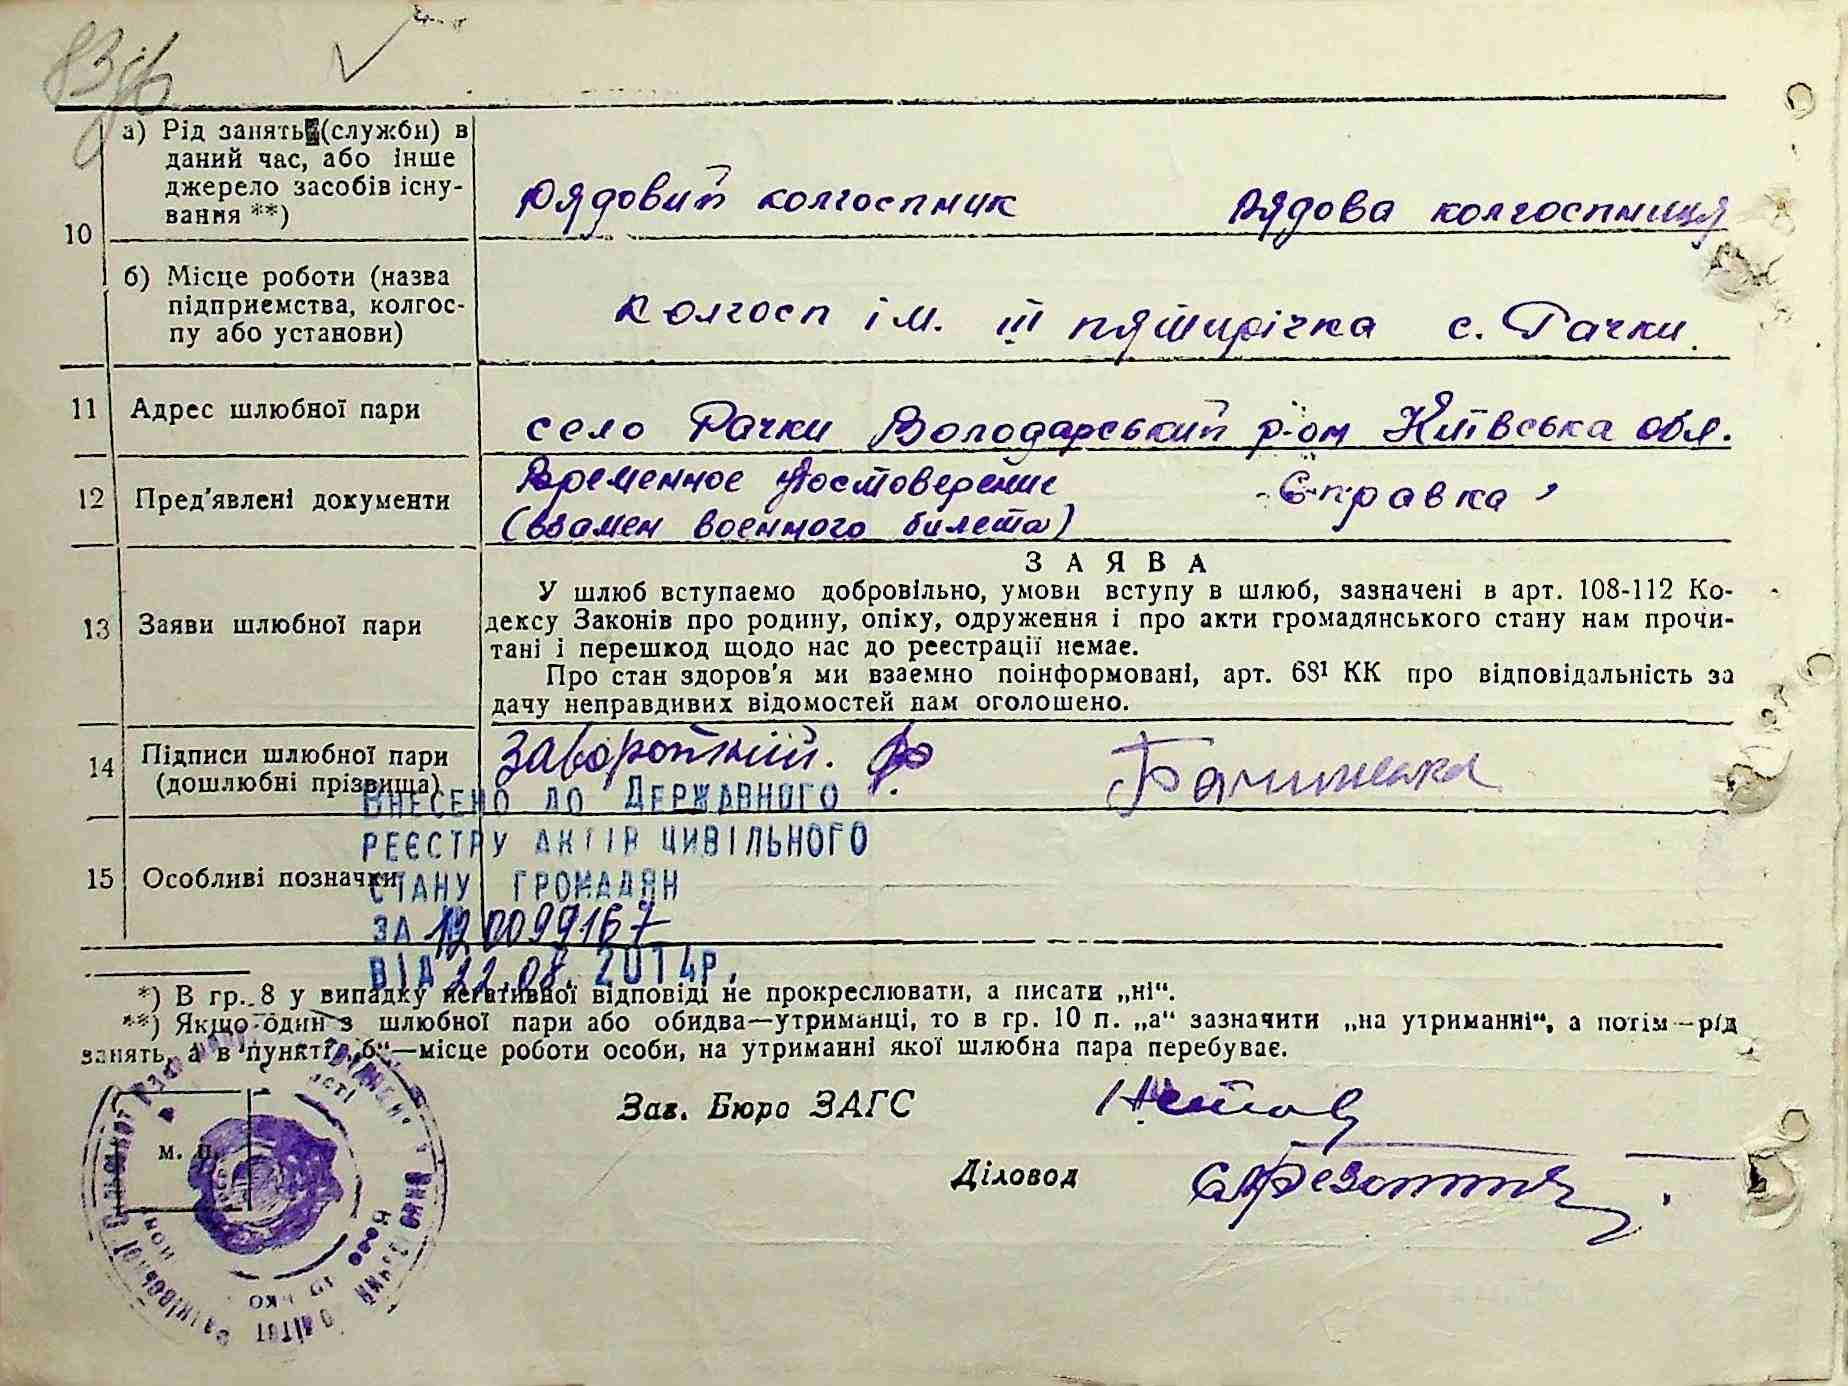 10
а) Рід занять (служби) в
даний час, або інше
джерело засобів існу-
вання **)
рядовий колгоспник рядова колгоспниця
б) Місце роботи (назва
підприємства, колгос-
пу або установи)
Колгосп ім. ІІІ пятирічка с. Рачки.
11 Адрес шлюбної пари
село Рачки Володарський р-он Київська обл.
12 Пред'явлені документи
Временное удостоверение Справка
(взамен военного билета)
13 Заяви шлюбної пари
ЗАЯВА
У шлюб вступаємо добровільно, умови вступу в шлюб, зазначені в арт. 108-112 Ко-
дексу Законів про родину, опіку, одруження і про акти громадянського стану нам прочи-
тані і перешкод щодо нас до реєстрації немає.
Про стан здоров'я ми взаємно поінформовані, арт. 68¹ КК про відповідальність за
дачу неправдивих відомостей нам оголошено.
14 Підписи шлюбної пари
(дошлюбні прізвища)
Заворотній. Ф.
ВНЕСЕНО ДО ДЕРЖАВНОГО
РЕЄСТРУ АКТІВ ЦИВІЛЬНОГО
15 Особливі позначки
СТАНУ ГРОМАДЯН
ЗА № 0099167
ВІД 22.08.2014р.
*) В гр. 8 у випадку негативної відповіді не прокреслювати, а писати „ні“.
**) Якщо один з шлюбної пари або обидва—утриманці, то в гр. 10 п. „а“ зазначити „на утриманні“, а потім—рід
занять, а в пункті „б“—місце роботи особи, на утриманні якої шлюбна пара перебуває.
Заг. Бюро ЗАГС
Діловод
м. п.